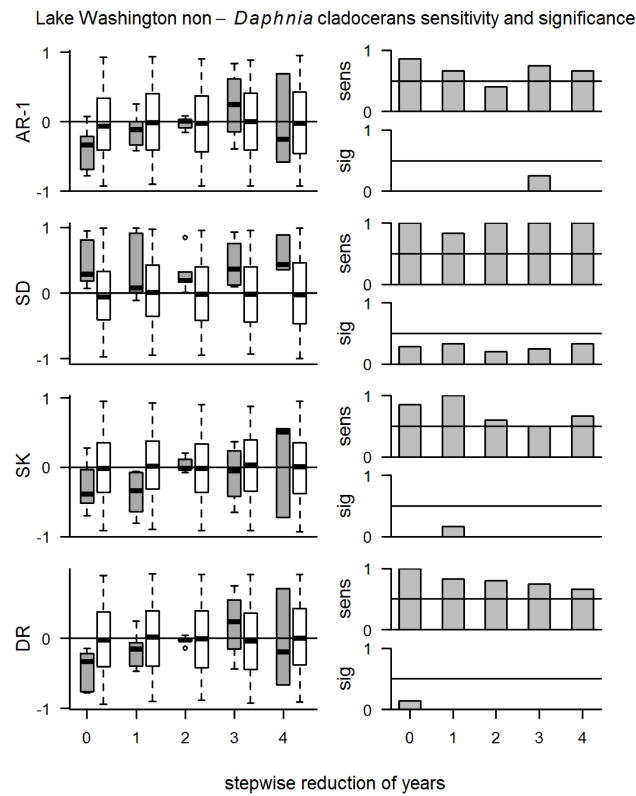 Lake Washington non – Daphnia cladocerans sensitivity and significance
1
0
-1
AR-1
1
0
sens
1
0
sig
1
0
-1
SD
1
0
sens
1
0
sig
1
0
-1
SK
1
0
sens
1
0
sig
1
0
-1
DR
1
0
sens
1
0
sig
0 1 2 3 4
0 1 2 3 4
stepwise reduction of years